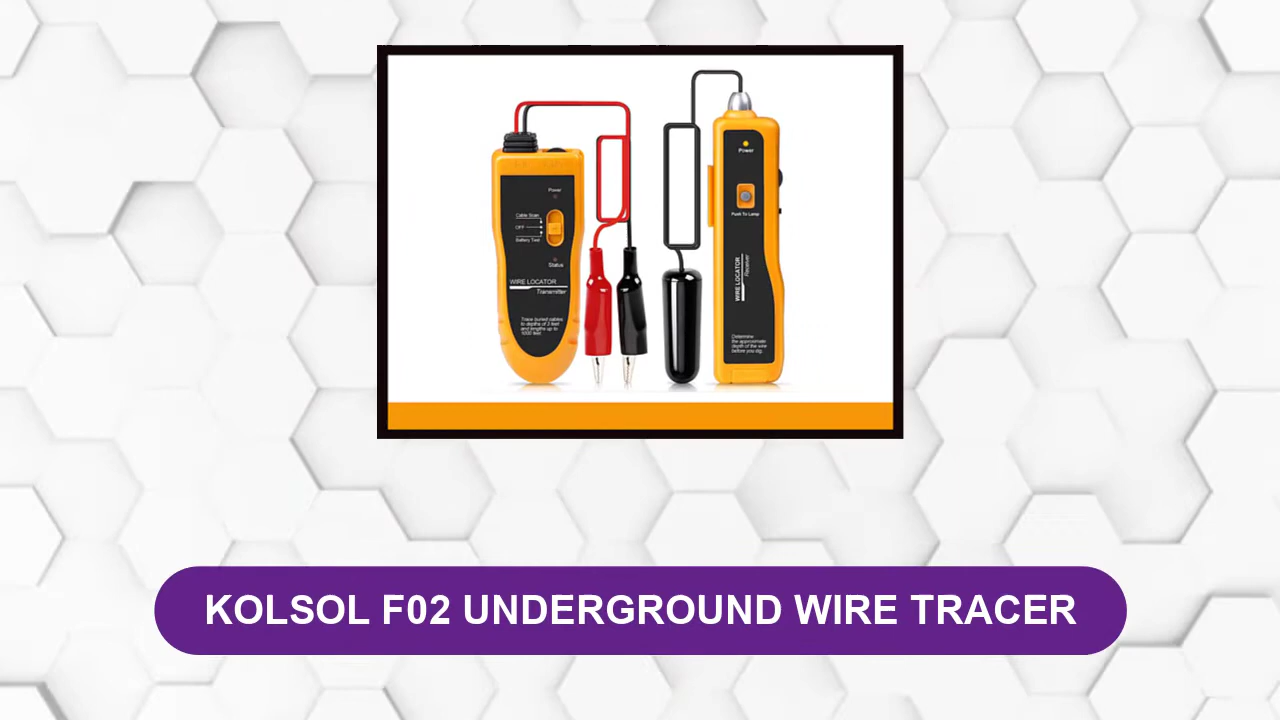 Power
Cable Scan
OFF
Battery Test
Status
WIRE LOCATOR
Transmitter
Trace buried cables
to depths of 3 feet
and lengths up to
1000 feet
Power
Push To Lamp
WIRE LOCATOR
Receiver
Determine
the approximate
depth of the wire
before you dig.
KOLSOL F02 UNDERGROUND WIRE TRACER